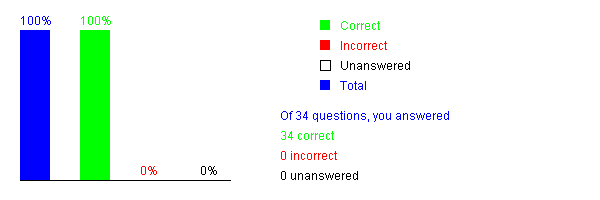 100% 100%
0% 0%
Correct
Incorrect
Unanswered
Total
Of 34 questions, you answered
34 correct
0 incorrect
0 unanswered